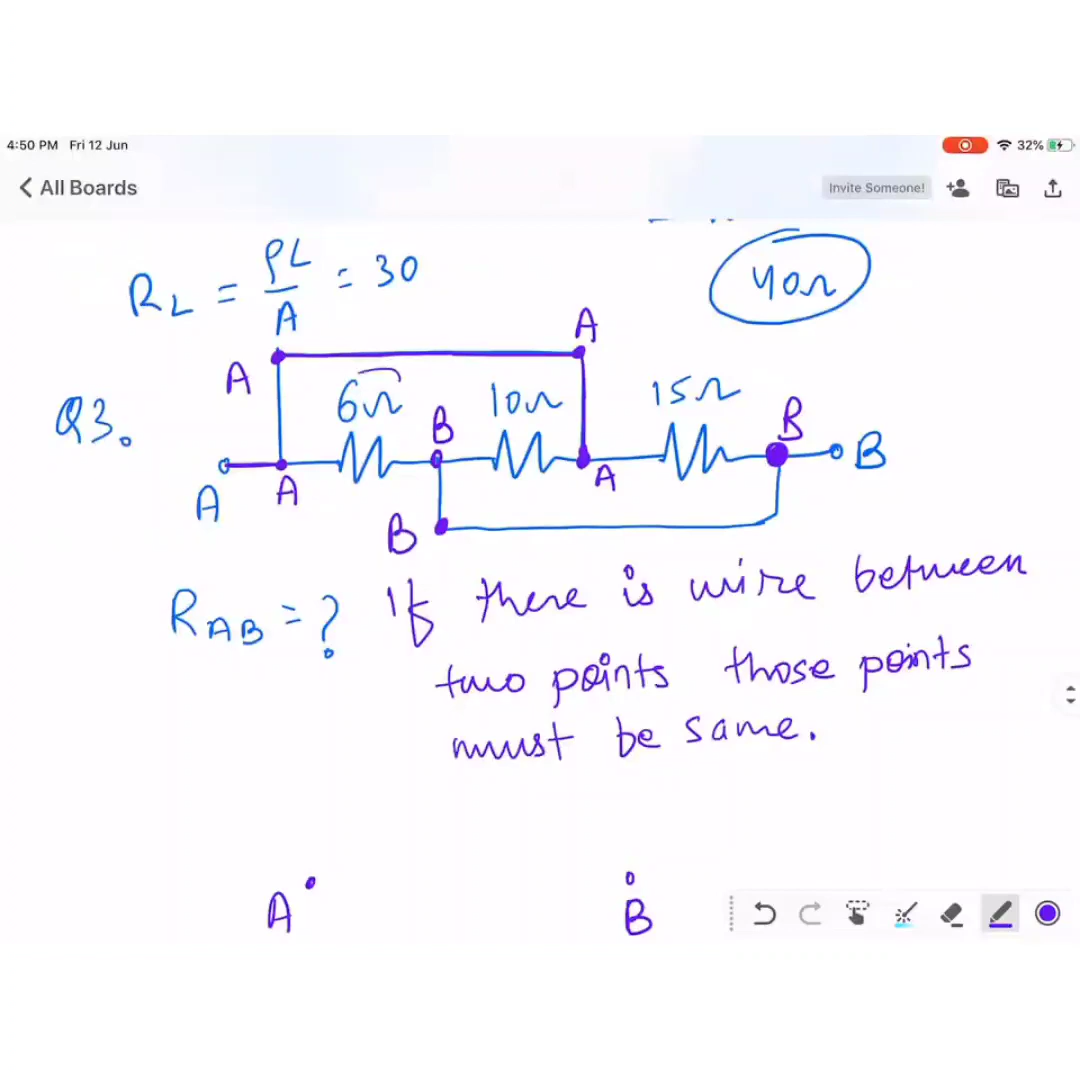 4:50 PM Fri 12 Jun
32%
All Boards
Invite Someone!
RL = ρL/A = 30
40Ω
A
A
Q3.
6Ω
10Ω
15Ω
B
B
A
A
A
B
B
RAB = ?
If there is wire between
two points those points
must be same.
A
B